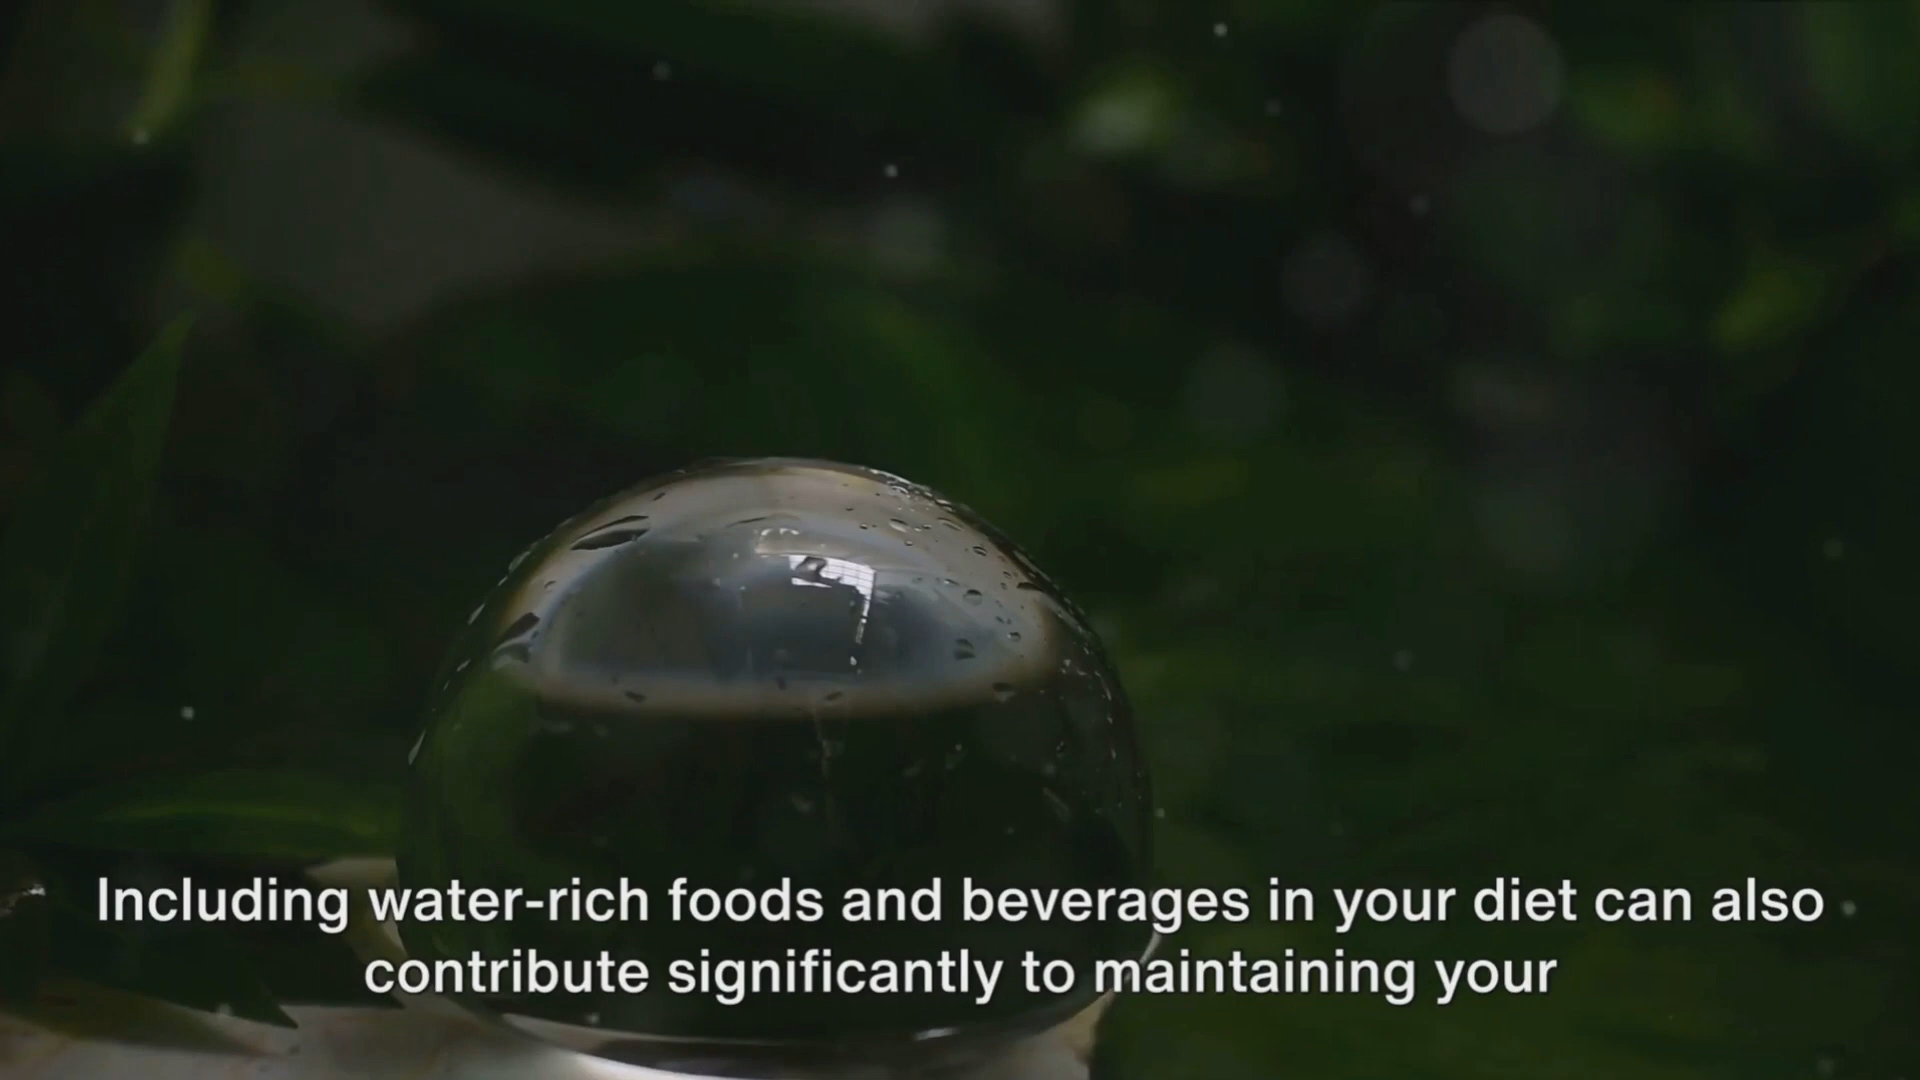 Including water-rich foods and beverages in your diet can also
contribute significantly to maintaining your